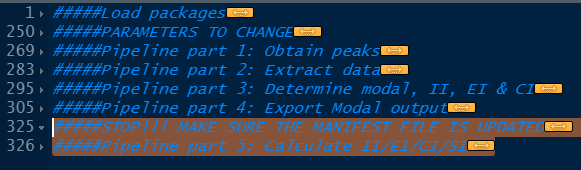 1 #####Load packages
250 #####PARAMETERS TO CHANGE
269 #####Pipeline part 1: Obtain peaks
283 #####Pipeline part 2: Extract data
295 #####Pipeline part 3: Determine modal, II, EI & CI
305 #####Pipeline part 4: Export Modal output
325 #####STOP!!! MAKE SURE THE MANIFEST FILE IS UPDATED
326 #####Pipeline part 5: Calculate II/EI/CI/SI